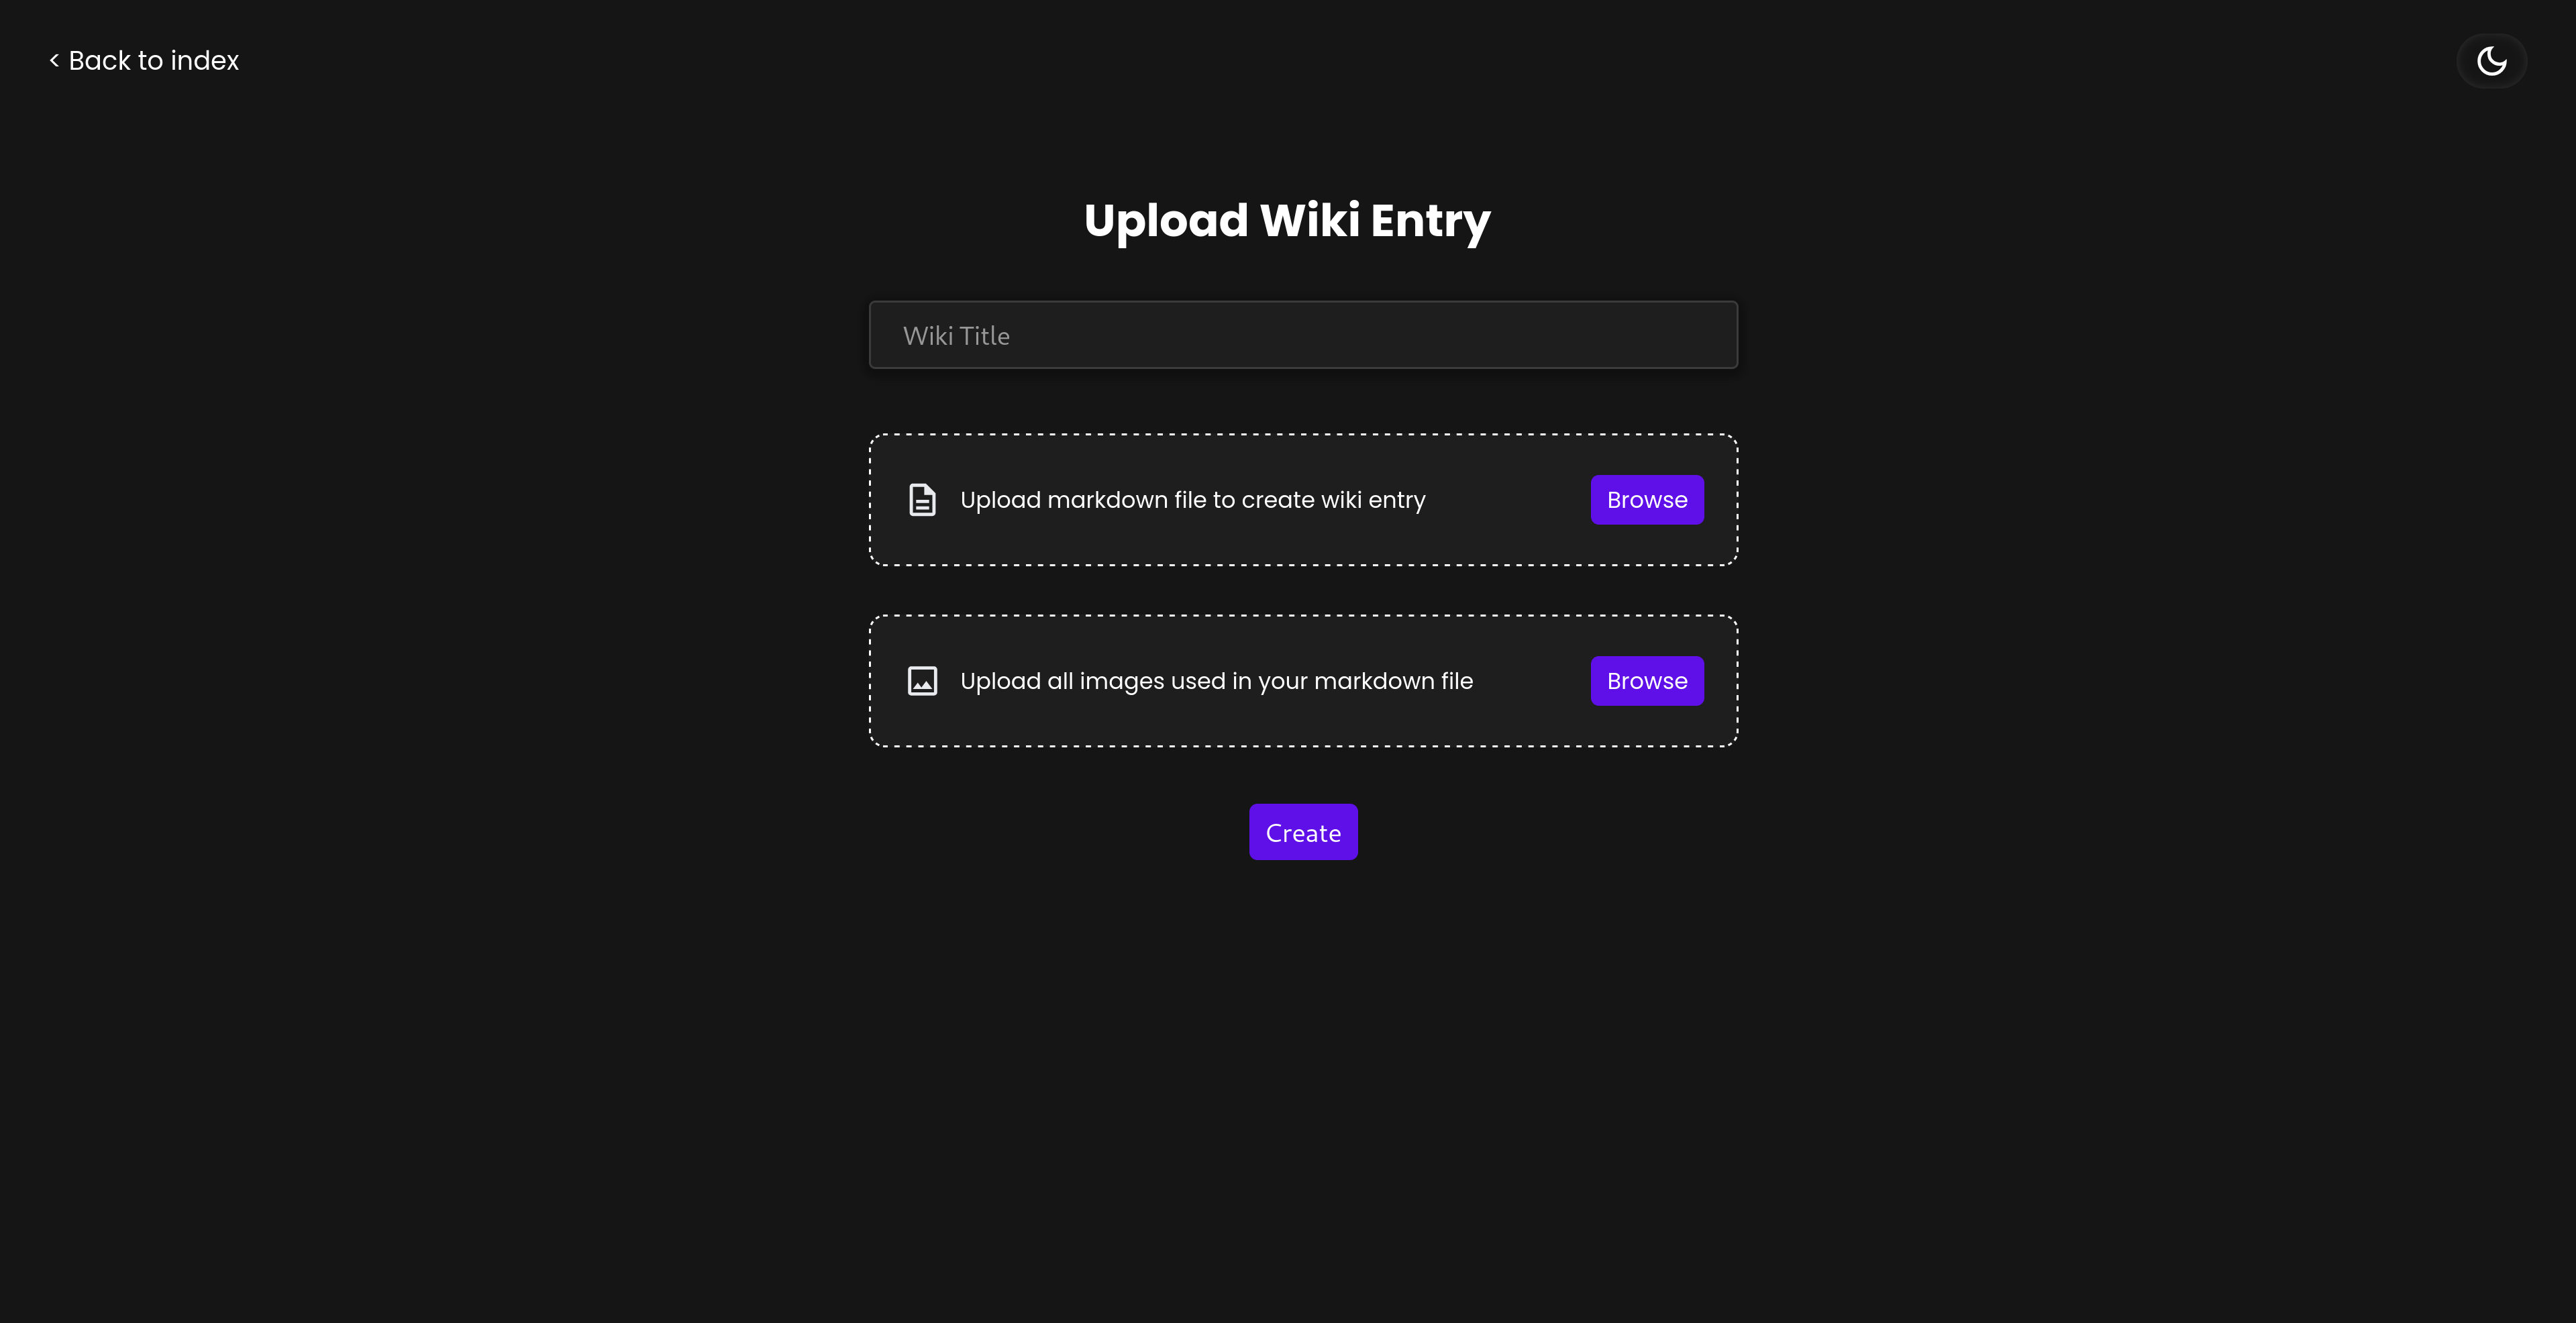 < Back to index
Upload Wiki Entry
Wiki Title
Upload markdown file to create wiki entry
Browse
Upload all images used in your markdown file
Browse
Create